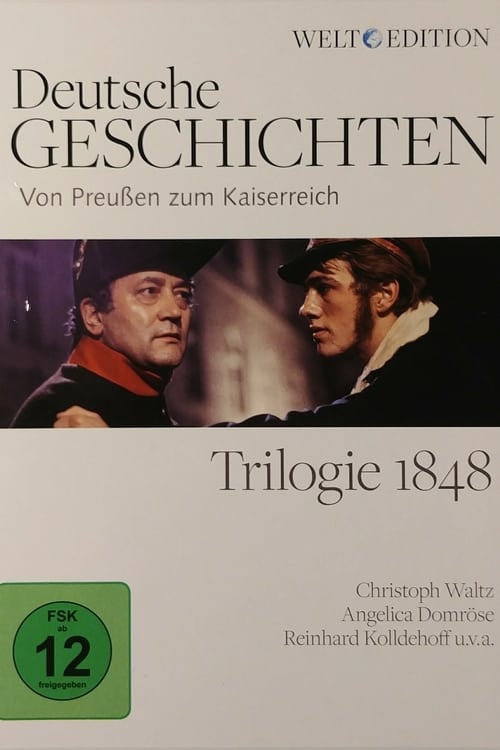 WELT EDITION
Deutsche
GESCHICHTEN
Von Preußen zum Kaiserreich
Trilogie 1848
Christoph Waltz
Angelica Domröse
Reinhard Kolldehoff u.v.a.
FSK
ab
12
freigegeben